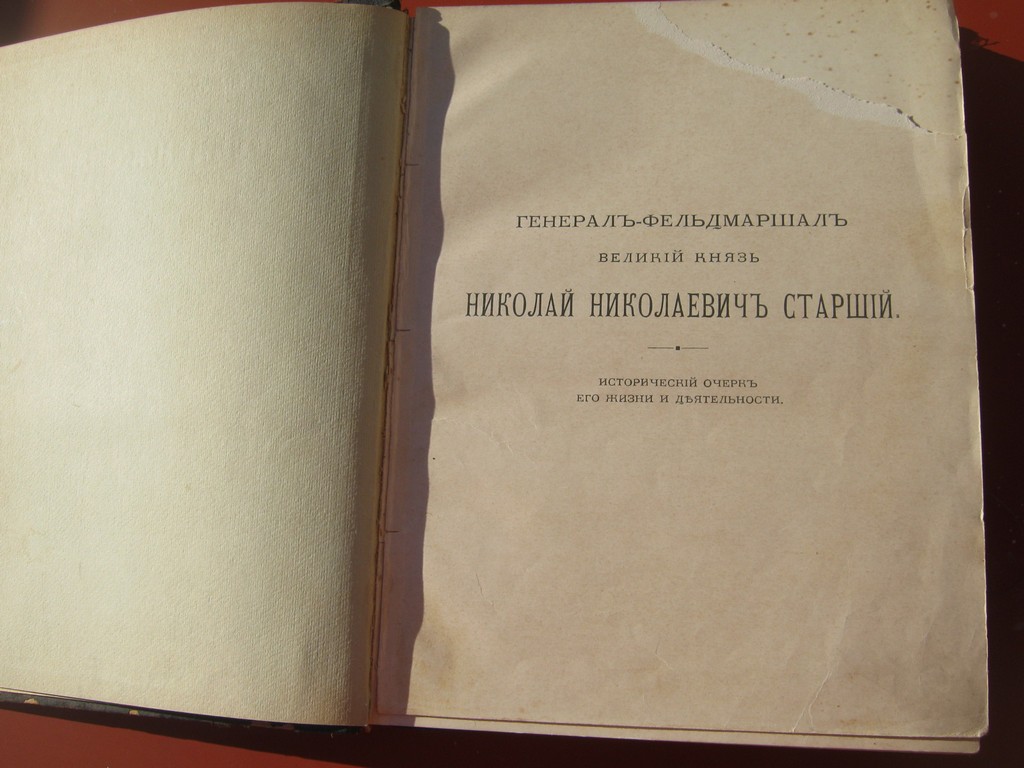 ГЕНЕРАЛЪ-ФЕЛЬДМАРШАЛЪ
ВЕЛИКІЙ КНЯЗЬ
НИКОЛАЙ НИКОЛАЕВИЧЪ СТАРШІЙ.
ИСТОРИЧЕСКІЙ ОЧЕРКЪ
ЕГО ЖИЗНИ И ДѢЯТЕЛЬНОСТИ.